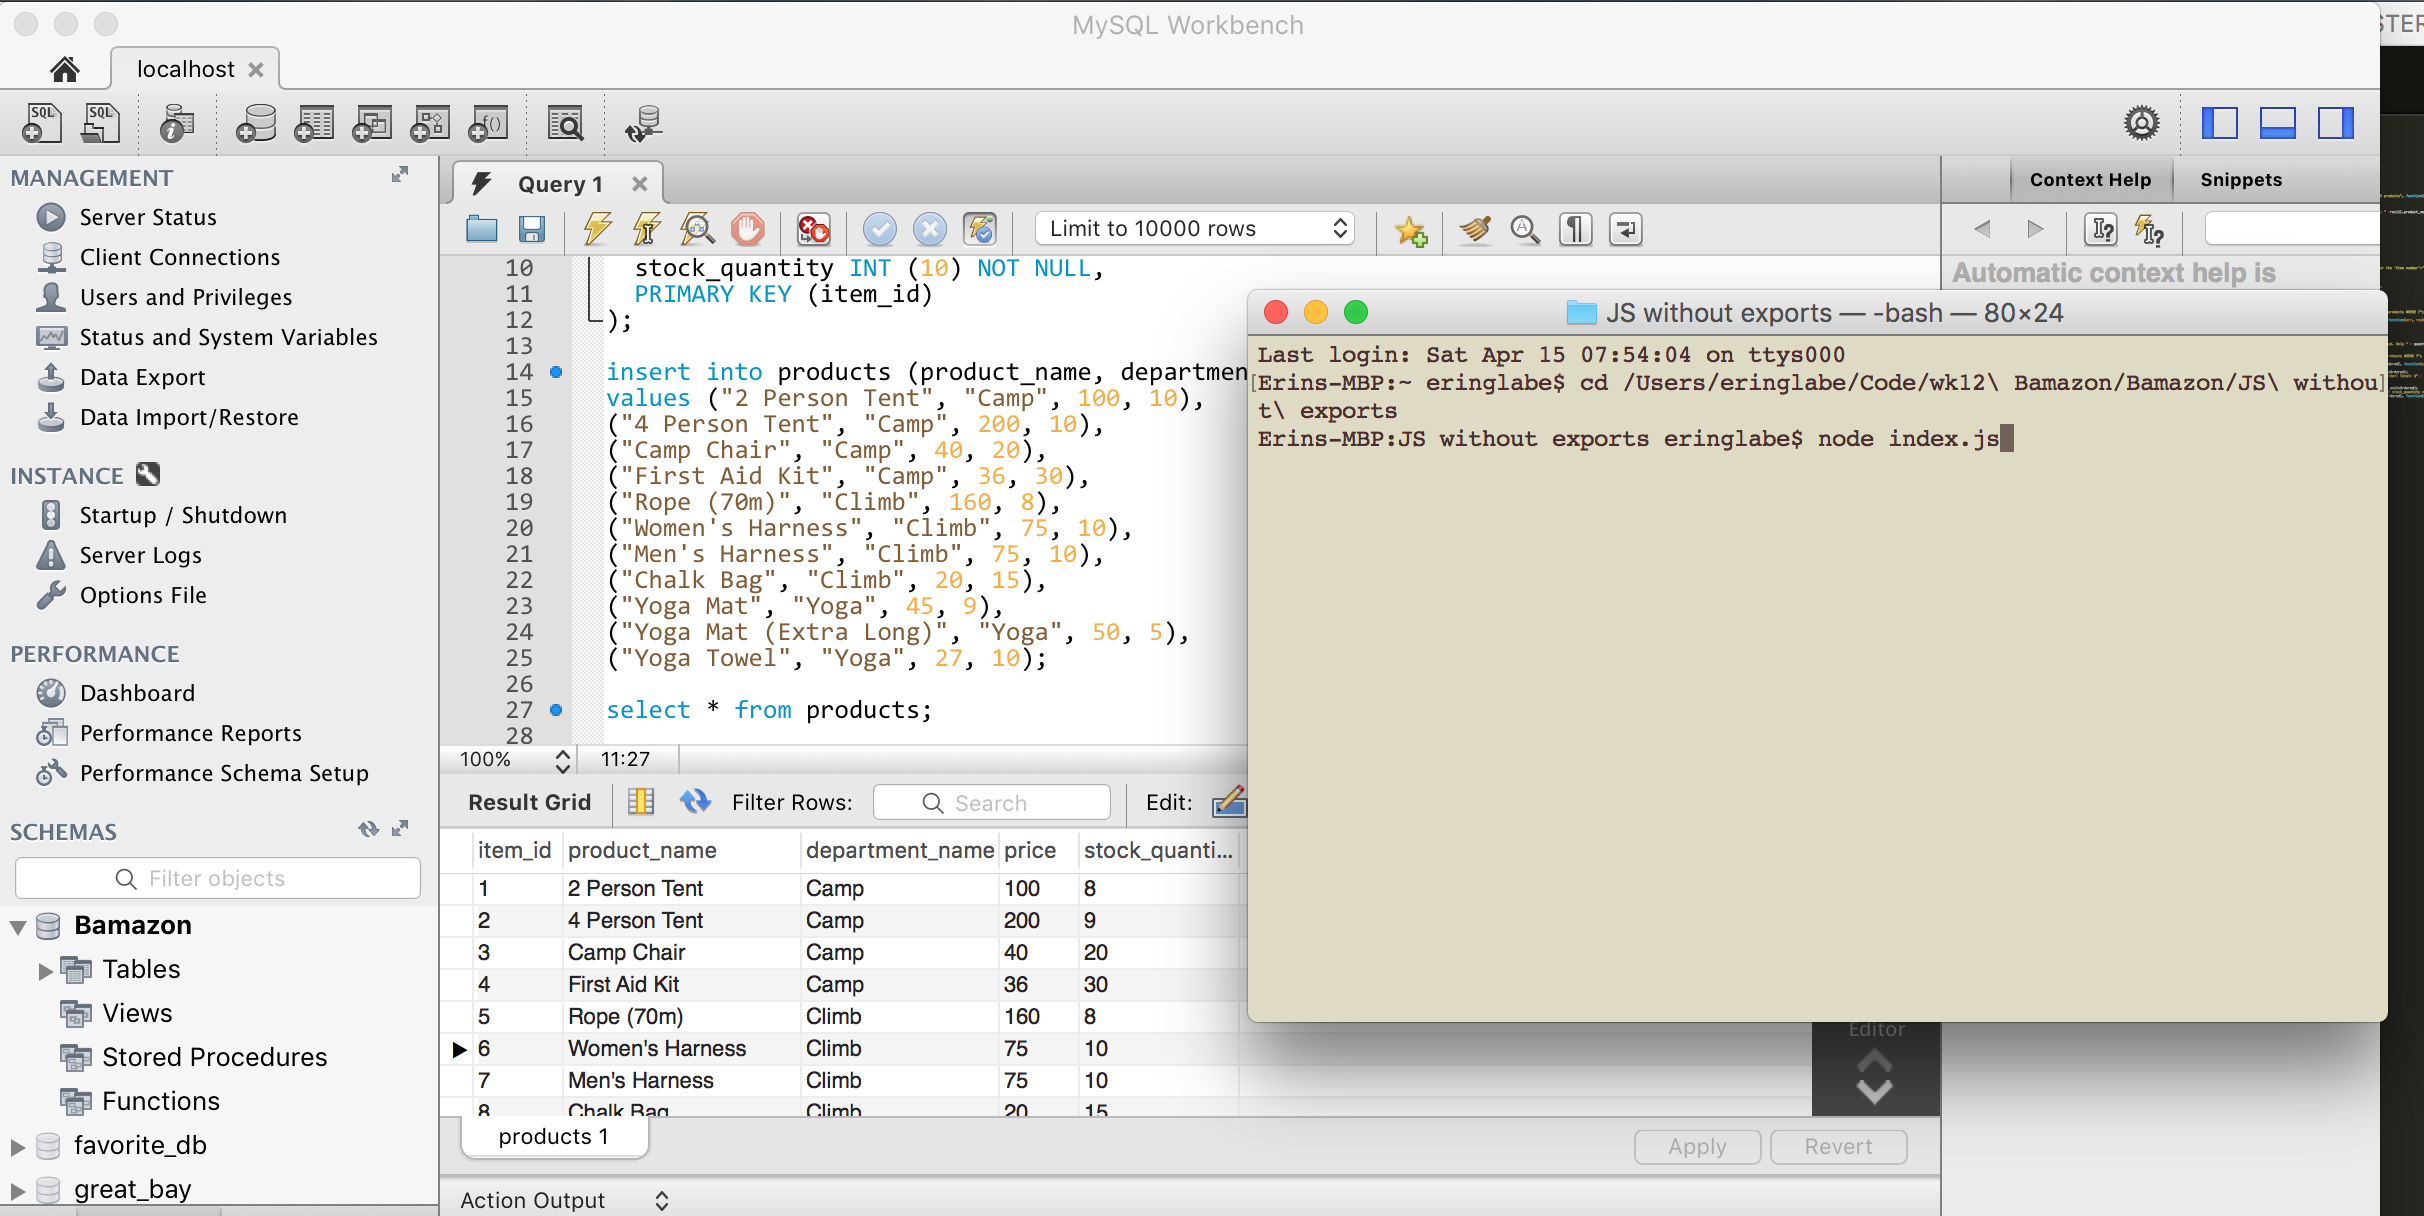 MySQL Workbench
localhost
MANAGEMENT
Server Status
Client Connections
Users and Privileges
Status and System Variables
Data Export
Data Import/Restore
INSTANCE
Startup / Shutdown
Server Logs
Options File
PERFORMANCE
Dashboard
Performance Reports
Performance Schema Setup
SCHEMAS
Filter objects
Bamazon
Tables
Views
Stored Procedures
Functions
favorite_db
great_bay
Query 1
Limit to 10000 rows
10 stock_quantity INT (10) NOT NULL,
11 PRIMARY KEY (item_id)
12 );
13
14 insert into products (product_name, departmen
15 values ("2 Person Tent", "Camp", 100, 10),
16 ("4 Person Tent", "Camp", 200, 10),
17 ("Camp Chair", "Camp", 40, 20),
18 ("First Aid Kit", "Camp", 36, 30),
19 ("Rope (70m)", "Climb", 160, 8),
20 ("Women's Harness", "Climb", 75, 10),
21 ("Men's Harness", "Climb", 75, 10),
22 ("Chalk Bag", "Climb", 20, 15),
23 ("Yoga Mat", "Yoga", 45, 9),
24 ("Yoga Mat (Extra Long)", "Yoga", 50, 5),
25 ("Yoga Towel", "Yoga", 27, 10);
26
27 select * from products;
28
100% 11:27
Result Grid Filter Rows: Search Edit:
item_id product_name department_name price stock_quanti...
1 2 Person Tent Camp 100 8
2 4 Person Tent Camp 200 9
3 Camp Chair Camp 40 20
4 First Aid Kit Camp 36 30
5 Rope (70m) Climb 160 8
6 Women's Harness Climb 75 10
7 Men's Harness Climb 75 10
8 Chalk Bag Climb 20 15
products 1
Apply Revert
Action Output
Context Help Snippets
Automatic context help is
JS without exports — -bash — 80×24
Last login: Sat Apr 15 07:54:04 on ttys000
[Erins-MBP:~ eringlabe$ cd /Users/eringlabe/Code/wk12\ Bamazon/Bamazon/JS\ withou]
t\ exports
Erins-MBP:JS without exports eringlabe$ node index.js
Editor